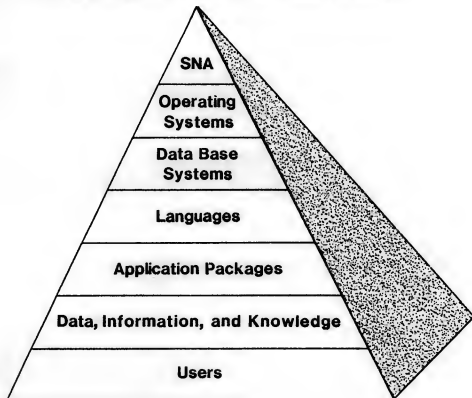 SNA
Operating
Systems
Data Base
Systems
Languages
Application Packages
Data, Information, and Knowledge
Users